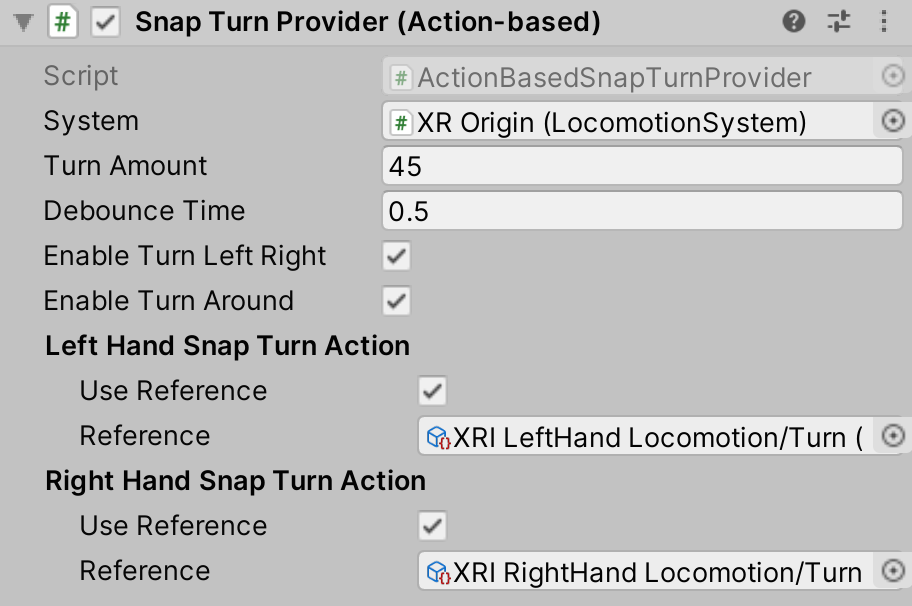 Snap Turn Provider (Action-based)
Script # ActionBasedSnapTurnProvider
System # XR Origin (LocomotionSystem)
Turn Amount 45
Debounce Time 0.5
Enable Turn Left Right
Enable Turn Around
Left Hand Snap Turn Action
Use Reference
Reference XRI LeftHand Locomotion/Turn (
Right Hand Snap Turn Action
Use Reference
Reference XRI RightHand Locomotion/Turn